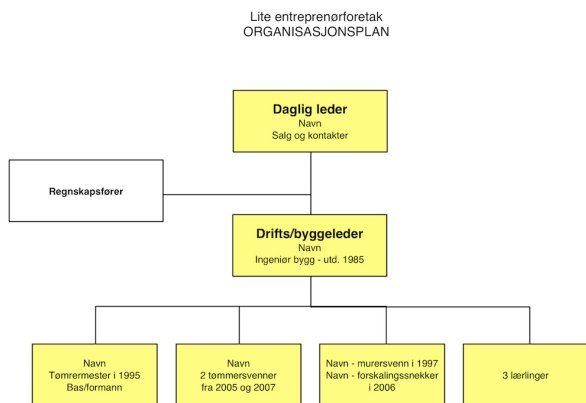 Lite entreprenørforetak
ORGANISASJONSPLAN
Daglig leder
Navn
Salg og kontakter
Regnskapsfører
Drifts/byggeleder
Navn
Ingeniør bygg - utd. 1985
Navn
Tømrermester i 1995
Bas/formann
Navn
2 tømmersvenner
fra 2005 og 2007
Navn - murersvenn i 1997
Navn - forskalingssnekker
i 2006
3 lærlinger